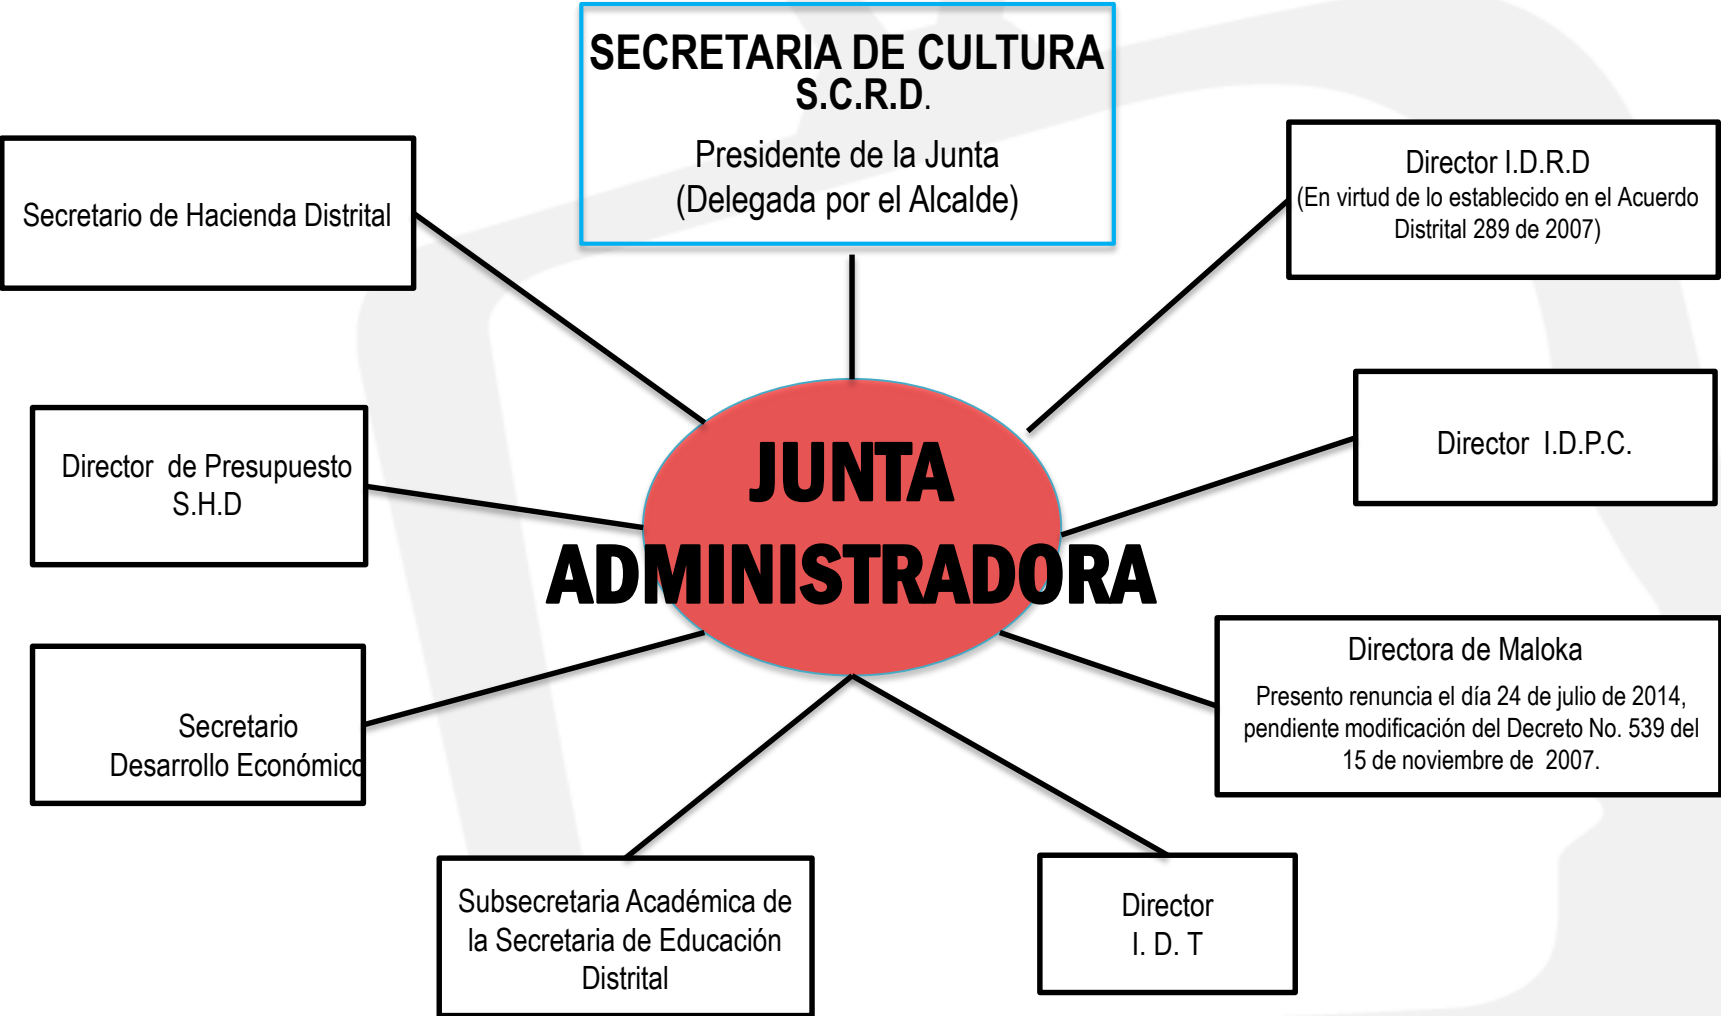 SECRETARIA DE CULTURA
S.C.R.D.
Presidente de la Junta
(Delegada por el Alcalde)
Secretario de Hacienda Distrital
Director I.D.R.D
(En virtud de lo establecido en el Acuerdo
Distrital 289 de 2007)
Director de Presupuesto
S.H.D
JUNTA
ADMINISTRADORA
Director I.D.P.C.
Secretario
Desarrollo Económico
Directora de Maloka
Presento renuncia el día 24 de julio de 2014,
pendiente modificación del Decreto No. 539 del
15 de noviembre de 2007.
Subsecretaria Académica de
la Secretaria de Educación
Distrital
Director
I. D. T